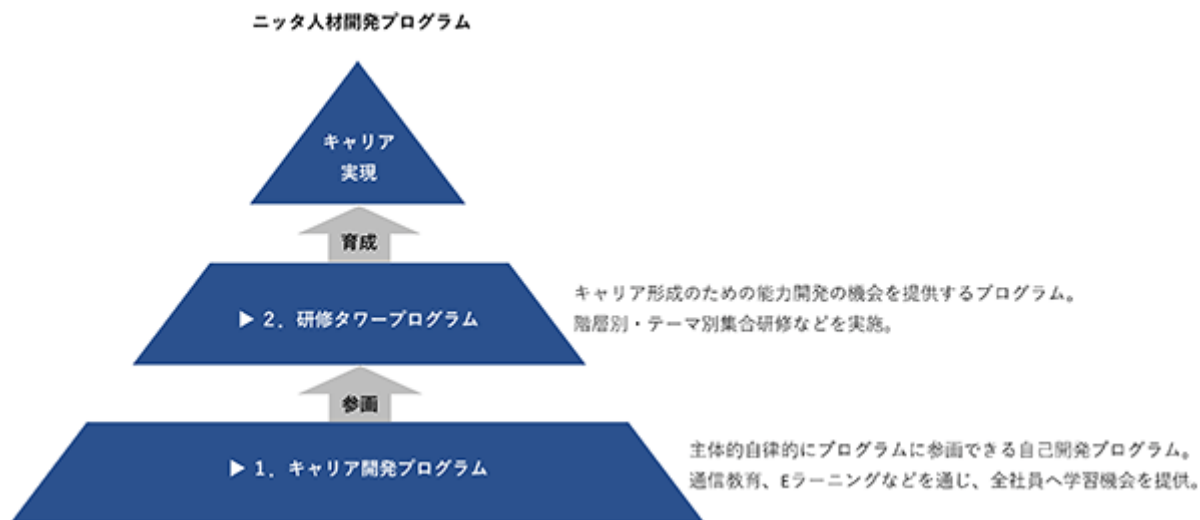 ニッタ人材開発プログラム
キャリア
実現
育成
▶ 2．研修タワープログラム
キャリア形成のための能力開発の機会を提供するプログラム。
階層別・テーマ別集合研修などを実施。
参画
▶ 1．キャリア開発プログラム
主体的自律的にプログラムに参画できる自己開発プログラム。
通信教育、Eラーニングなどを通じ、全社員へ学習機会を提供。